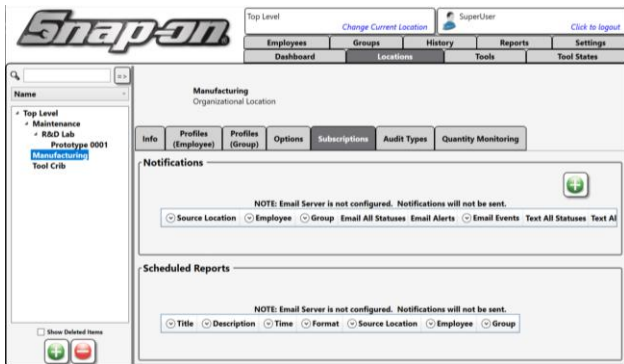 Snap-on
Top Level
Change Current Location
SuperUser
Click to logout
Employees Groups History Reports Settings
Dashboard Locations Tools Tool States
=>
Name
Top Level
Maintenance
R&D Lab
Prototype 0001
Manufacturing
Tool Crib
Show Deleted Items
Manufacturing
Organizational Location
Info Profiles (Employee) Profiles (Group) Options Subscriptions Audit Types Quantity Monitoring
Notifications
NOTE: Email Server is not configured. Notifications will not be sent.
Source Location Employee Group Email All Statuses Email Alerts Email Events Text All Statuses Text Al
Scheduled Reports
NOTE: Email Server is not configured. Notifications will not be sent.
Title Description Time Format Source Location Employee Group